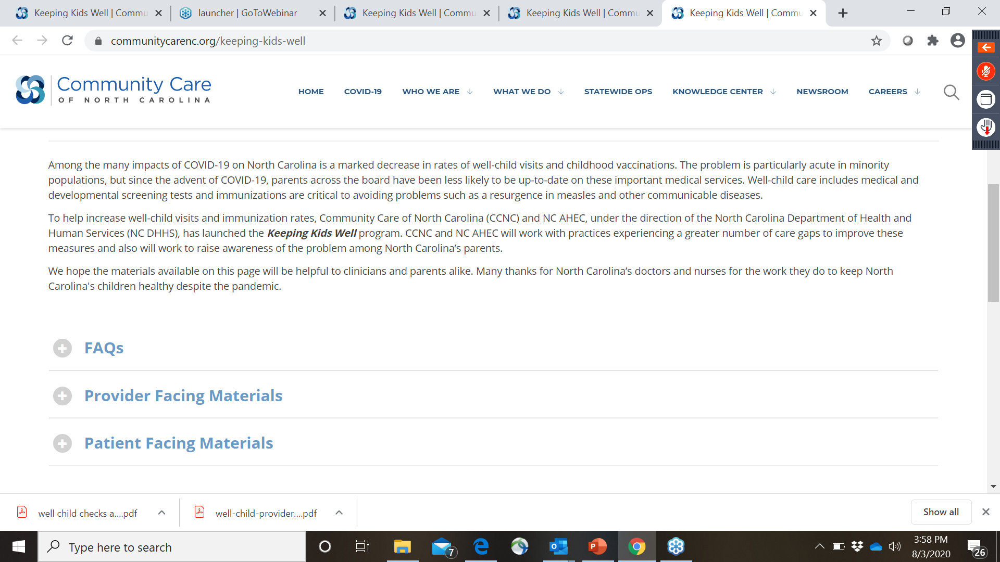 Keeping Kids Well | Commu
launcher | GoToWebinar
Keeping Kids Well | Commu
Keeping Kids Well | Commu
Keeping Kids Well | Commu
communitycarenc.org/keeping-kids-well
Community Care
OF NORTH CAROLINA
HOME COVID-19 WHO WE ARE WHAT WE DO STATEWIDE OPS KNOWLEDGE CENTER NEWSROOM CAREERS
Among the many impacts of COVID-19 on North Carolina is a marked decrease in rates of well-child visits and childhood vaccinations. The problem is particularly acute in minority
populations, but since the advent of COVID-19, parents across the board have been less likely to be up-to-date on these important medical services. Well-child care includes medical and
developmental screening tests and immunizations are critical to avoiding problems such as a resurgence in measles and other communicable diseases.
To help increase well-child visits and immunization rates, Community Care of North Carolina (CCNC) and NC AHEC, under the direction of the North Carolina Department of Health and
Human Services (NC DHHS), has launched the Keeping Kids Well program. CCNC and NC AHEC will work with practices experiencing a greater number of care gaps to improve these
measures and also will work to raise awareness of the problem among North Carolina’s parents.
We hope the materials available on this page will be helpful to clinicians and parents alike. Many thanks for North Carolina’s doctors and nurses for the work they do to keep North
Carolina's children healthy despite the pandemic.
FAQs
Provider Facing Materials
Patient Facing Materials
well child checks a....pdf
well-child-provider....pdf
Show all
Type here to search
7
3:58 PM
8/3/2020
26